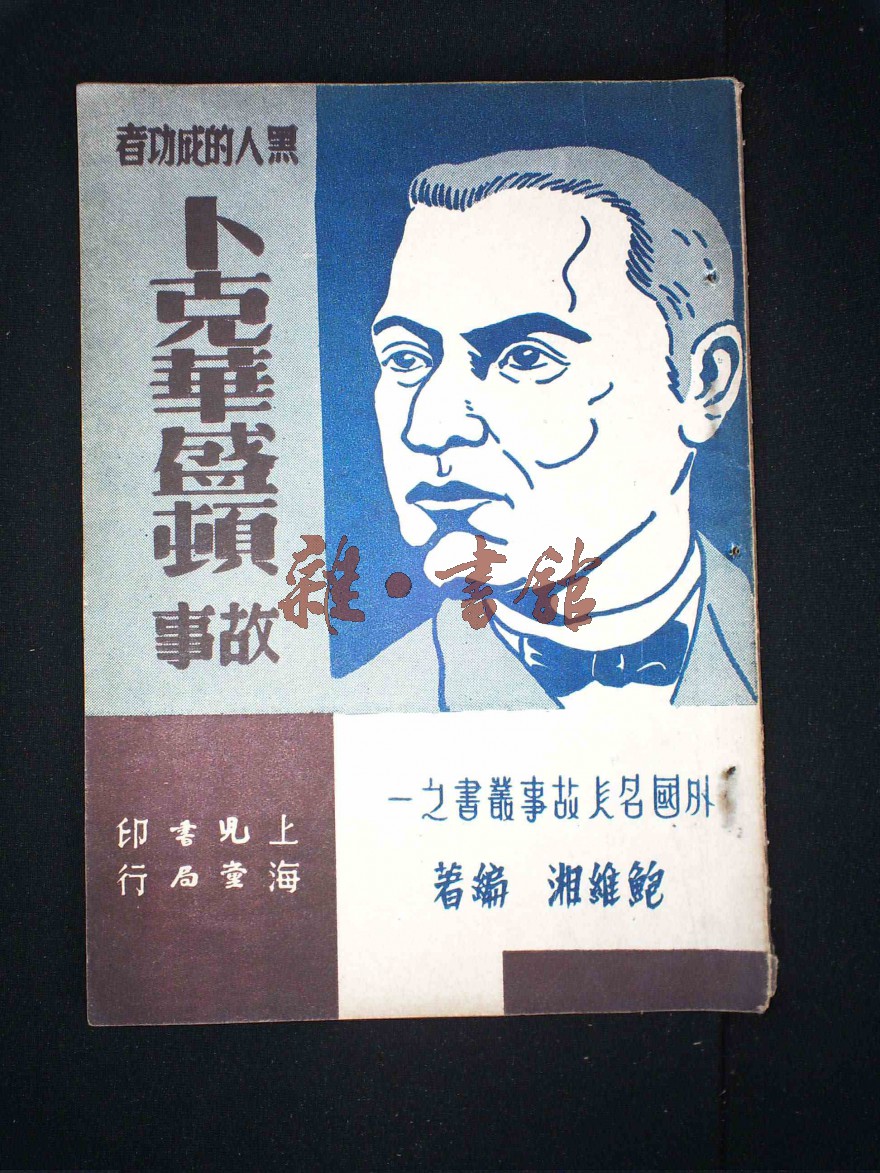 黑人的成功者
卜克華盛頓
故事
外國名人故事叢書之一
鮑維湘 編著
上海
兒童
書局
印行
雜·書館